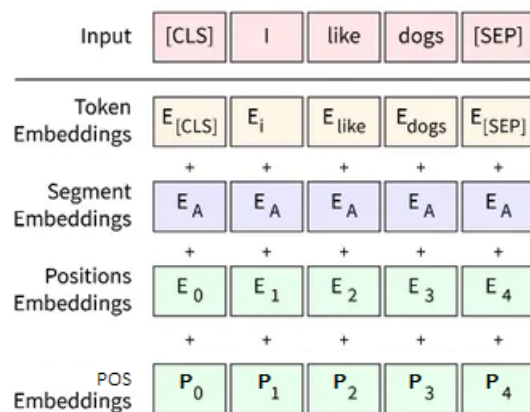 Input [CLS] I like dogs [SEP]
Token
Embeddings E[CLS] Ei Elike Edogs E[SEP]
+ + + + +
Segment
Embeddings EA EA EA EA EA
+ + + + +
Positions
Embeddings E0 E1 E2 E3 E4
+ + + + +
POS
Embeddings P0 P1 P2 P3 P4